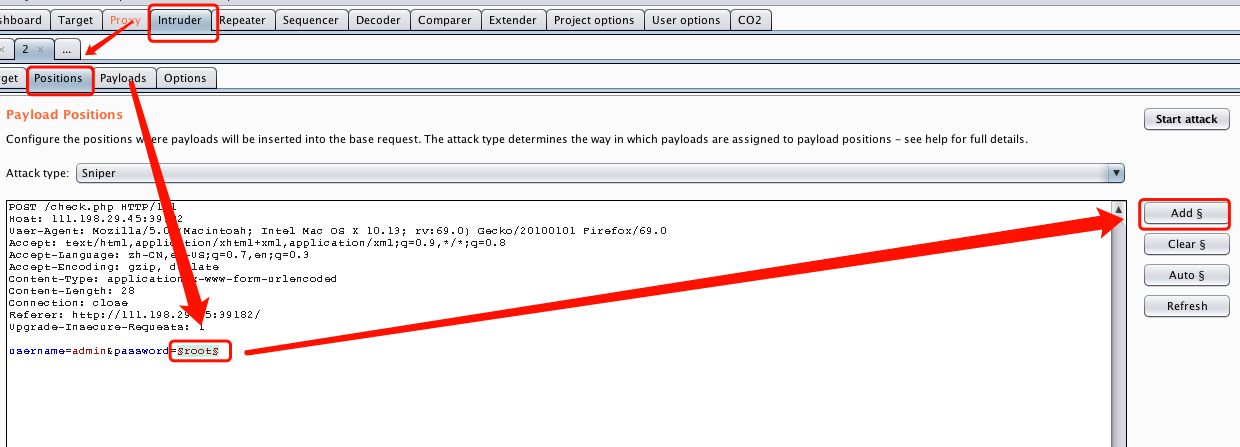 shboard Target Proxy Intruder Repeater Sequencer Decoder Comparer Extender Project options User options CO2
× 2 × ...
rget Positions Payloads Options
Payload Positions
Configure the positions where payloads will be inserted into the base request. The attack type determines the way in which payloads are assigned to payload positions – see help for full details.
Start attack
Attack type: Sniper
POST /check.php HTTP/1.1
Host: 111.198.29.45:39182
User-Agent: Mozilla/5.0 (Macintosh; Intel Mac OS X 10.13; rv:69.0) Gecko/20100101 Firefox/69.0
Accept: text/html,application/xhtml+xml,application/xml;q=0.9,*/*;q=0.8
Accept-Language: zh-CN,en-US;q=0.7,en;q=0.3
Accept-Encoding: gzip, deflate
Content-Type: application/x-www-form-urlencoded
Content-Length: 28
Connection: close
Referer: http://111.198.29.45:39182/
Upgrade-Insecure-Requests: 1
username=admin&password=§root§
Add §
Clear §
Auto §
Refresh